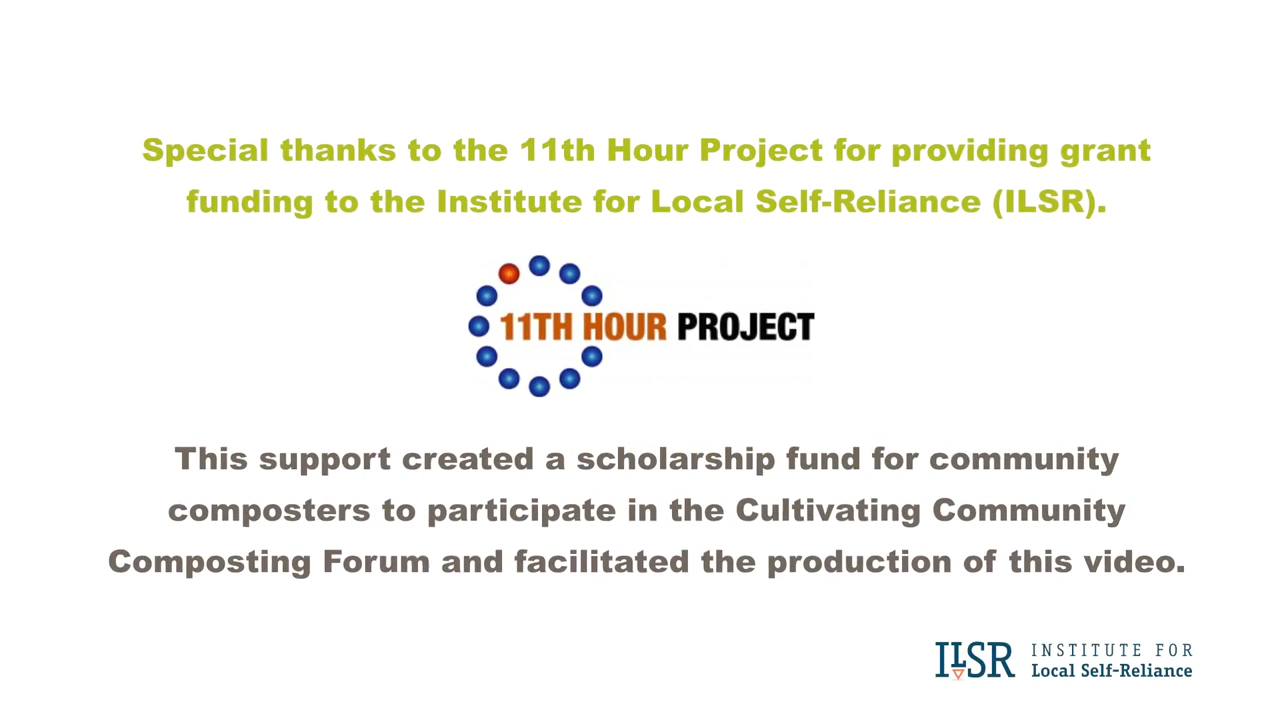 Special thanks to the 11th Hour Project for providing grant
funding to the Institute for Local Self-Reliance (ILSR).
11TH HOUR PROJECT
This support created a scholarship fund for community
composters to participate in the Cultivating Community
Composting Forum and facilitated the production of this video.
ILSR INSTITUTE FOR
Local Self-Reliance